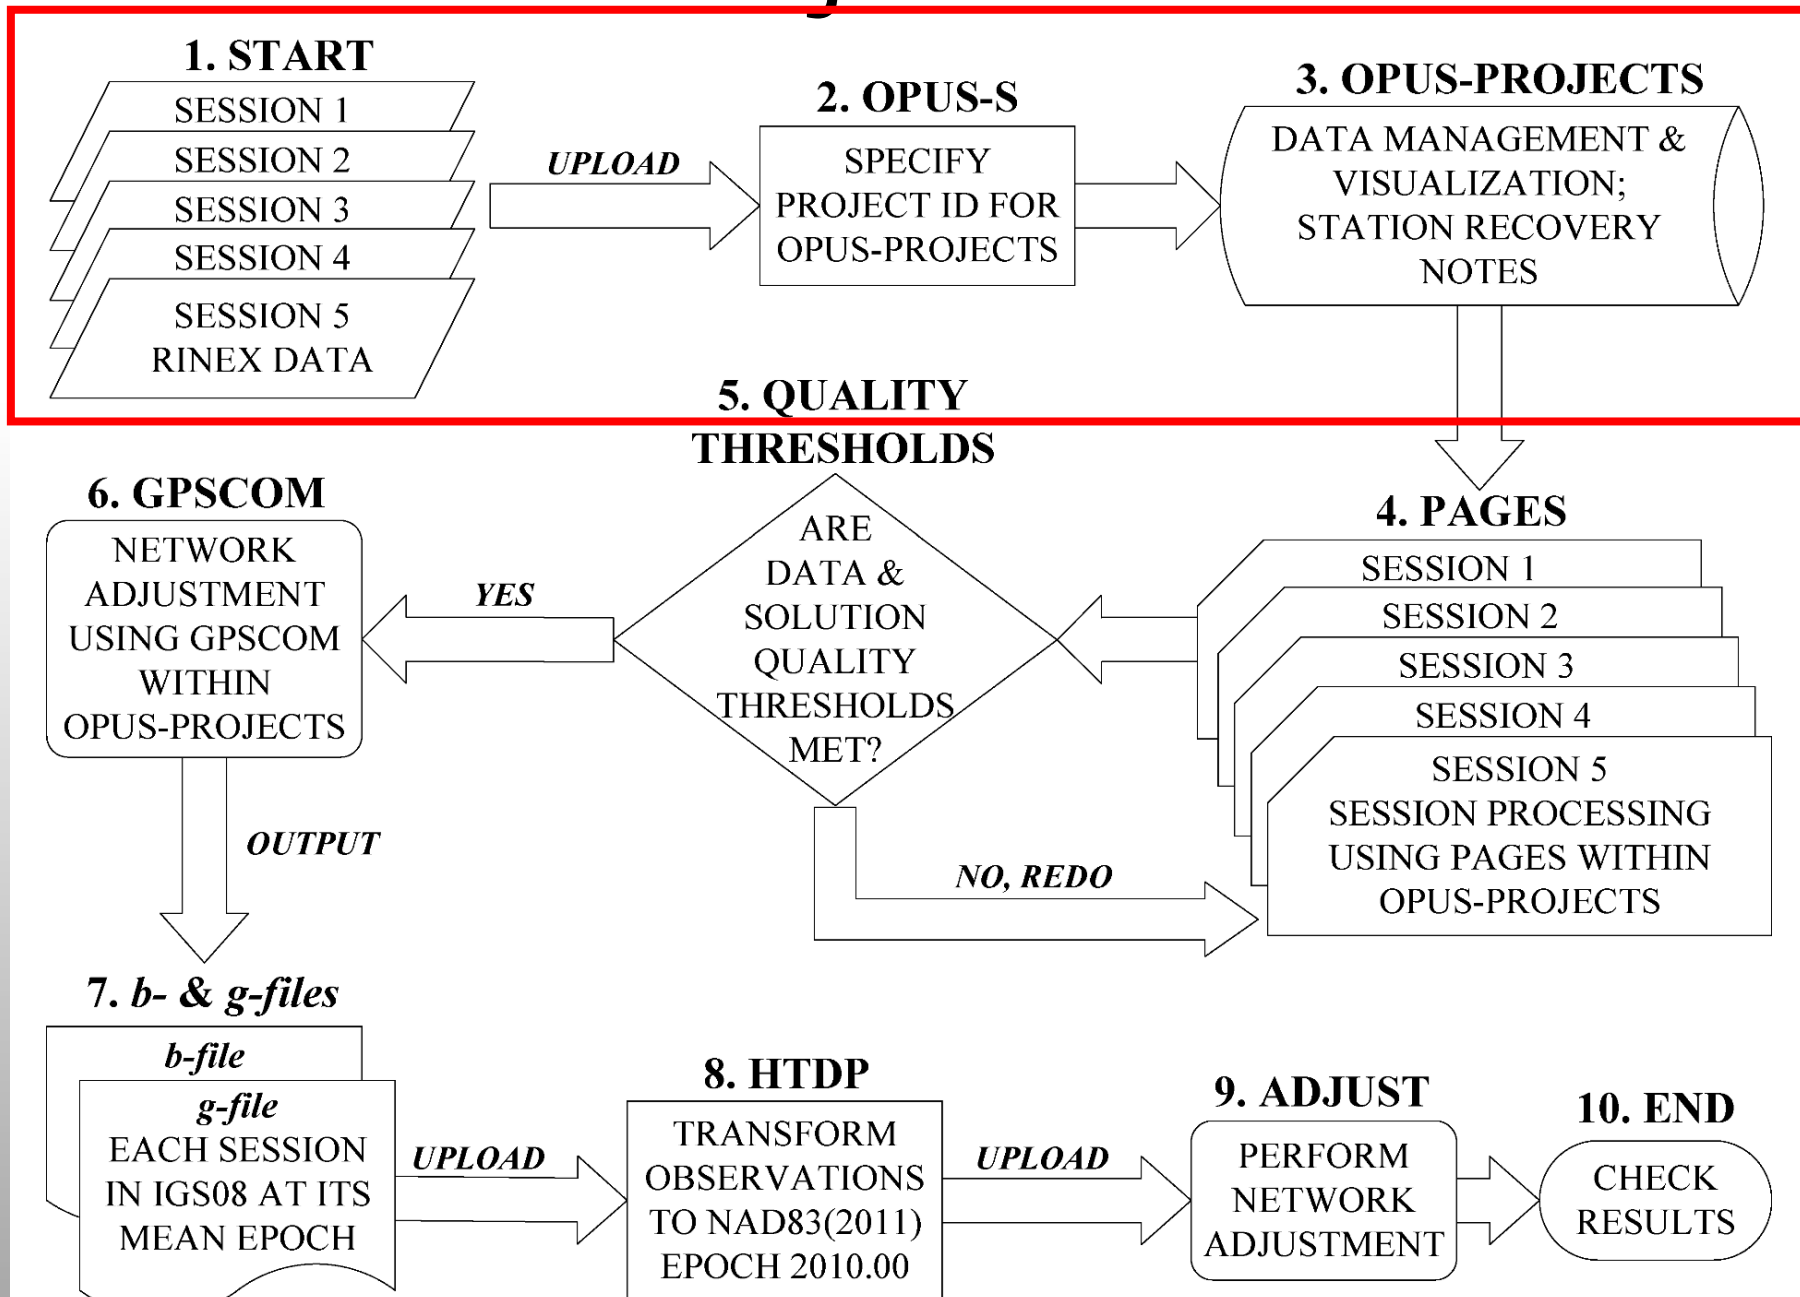 1. START
SESSION 1
SESSION 2
SESSION 3
SESSION 4
SESSION 5
RINEX DATA
UPLOAD
2. OPUS-S
SPECIFY
PROJECT ID FOR
OPUS-PROJECTS
3. OPUS-PROJECTS
DATA MANAGEMENT &
VISUALIZATION;
STATION RECOVERY
NOTES
4. PAGES
SESSION 1
SESSION 2
SESSION 3
SESSION 4
SESSION 5
SESSION PROCESSING
USING PAGES WITHIN
OPUS-PROJECTS
5. QUALITY
THRESHOLDS
ARE
DATA &
SOLUTION
QUALITY
THRESHOLDS
MET?
NO, REDO
YES
6. GPSCOM
NETWORK
ADJUSTMENT
USING GPSCOM
WITHIN
OPUS-PROJECTS
OUTPUT
7. b- & g-files
b-file
g-file
EACH SESSION
IN IGS08 AT ITS
MEAN EPOCH
UPLOAD
8. HTDP
TRANSFORM
OBSERVATIONS
TO NAD83(2011)
EPOCH 2010.00
UPLOAD
9. ADJUST
PERFORM
NETWORK
ADJUSTMENT
10. END
CHECK
RESULTS